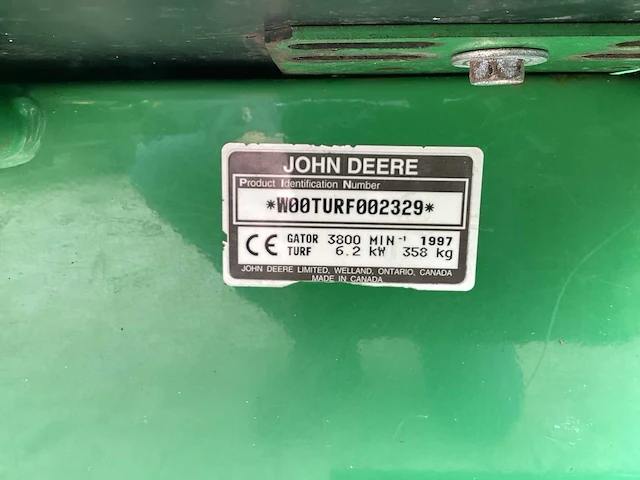 JOHN DEERE
Product Identification Number
*W00TURF002329*
CE GATOR 3800 MIN⁻¹ 1997
TURF 6.2 kW 358 kg
JOHN DEERE LIMITED, WELLAND, ONTARIO, CANADA
MADE IN CANADA